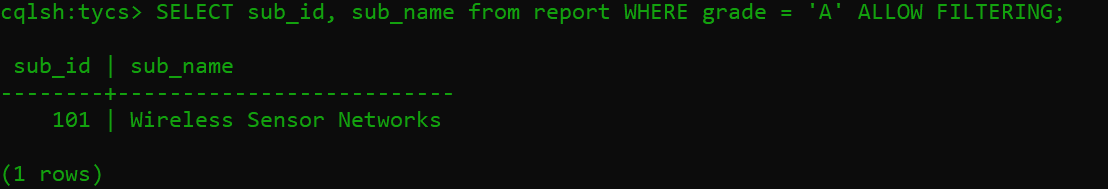 cqlsh:tycs> SELECT sub_id, sub_name from report WHERE grade = 'A' ALLOW FILTERING;
 sub_id | sub_name
--------+---------------------------
    101 | Wireless Sensor Networks
(1 rows)